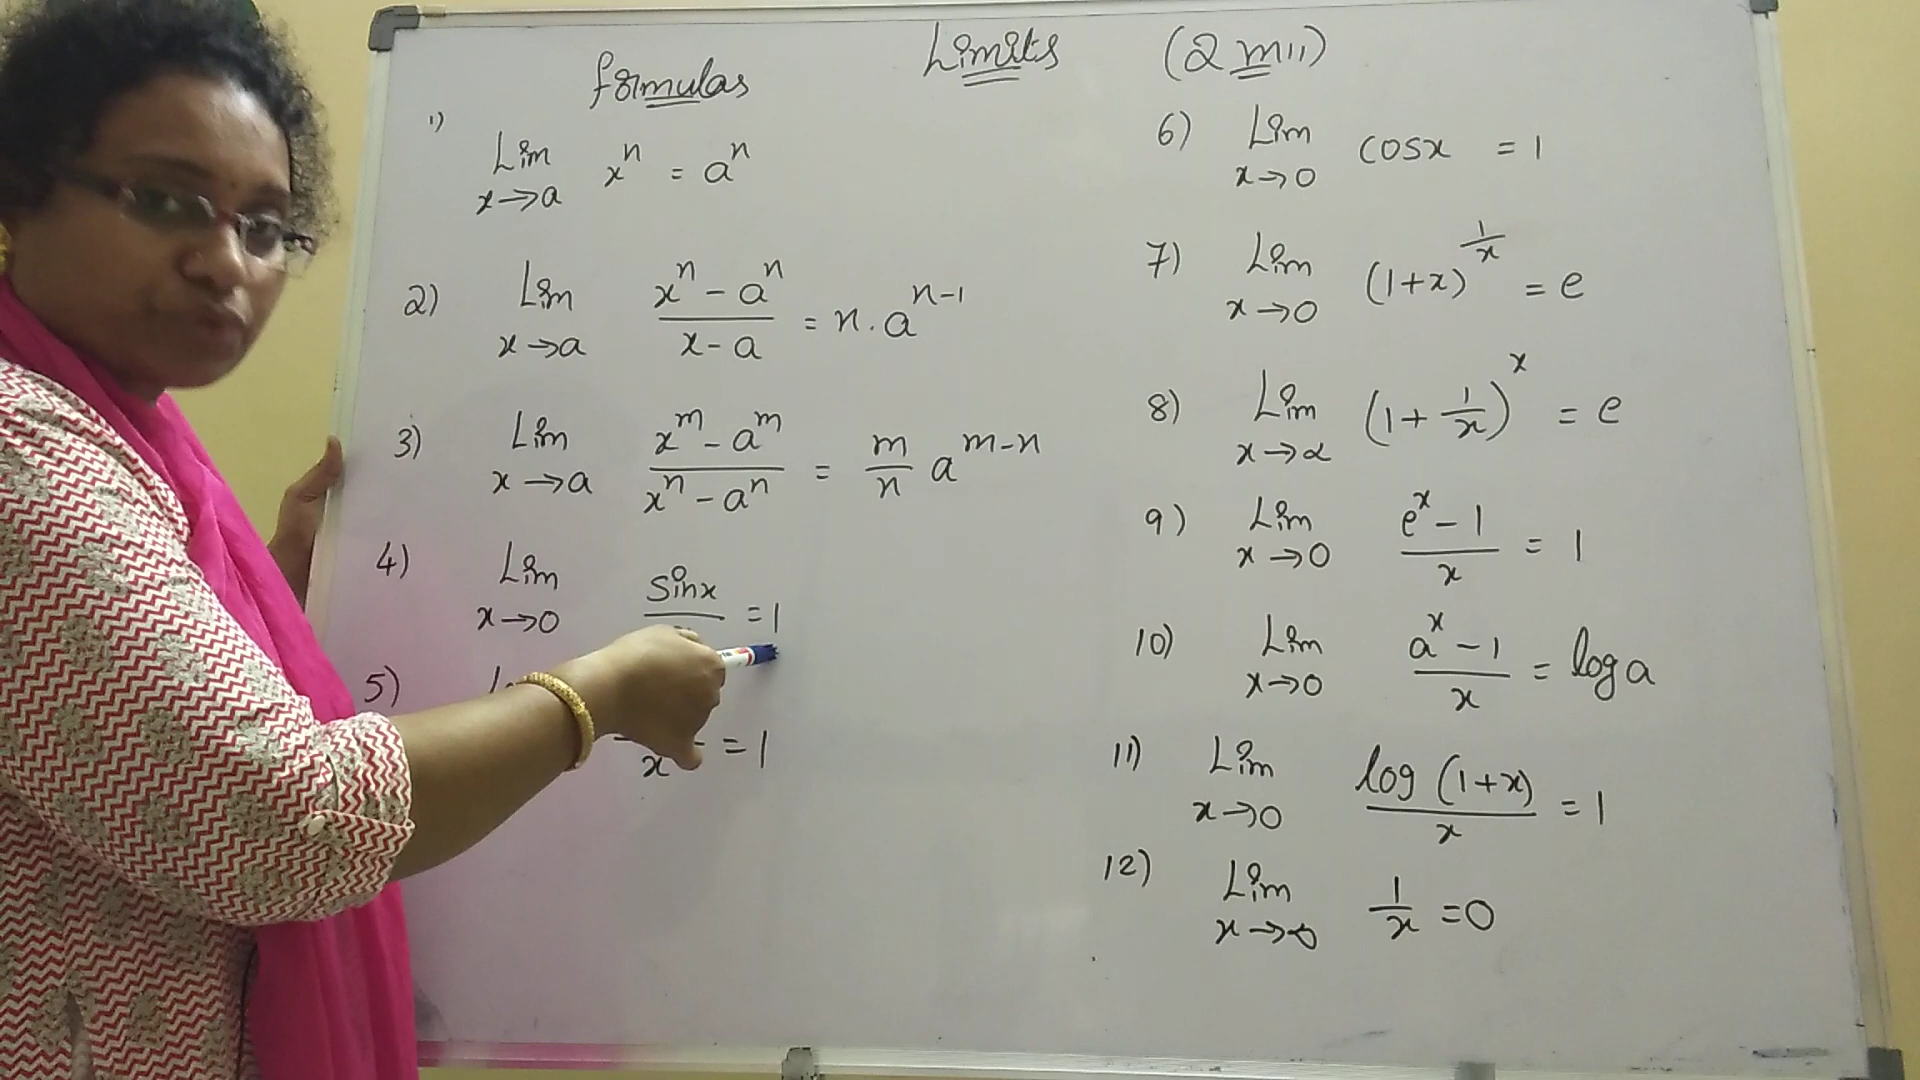 Limits (2 m11)
formulas
1) Lim x→a x^n = a^n
2) Lim x→a (x^n - a^n)/(x-a) = n. a^(n-1)
3) Lim x→a (x^m - a^m)/(x^n - a^n) = m/n a^(m-n)
4) Lim x→0 sinx = 1
5) x = 1
6) Lim x→0 cosx = 1
7) Lim x→0 (1+x)^(1/x) = e
8) Lim x→α (1+ 1/x)^x = e
9) Lim x→0 (e^x - 1)/x = 1
10) Lim x→0 (a^x - 1)/x = log a
11) Lim x→0 log (1+x)/x = 1
12) Lim x→∞ 1/x = 0